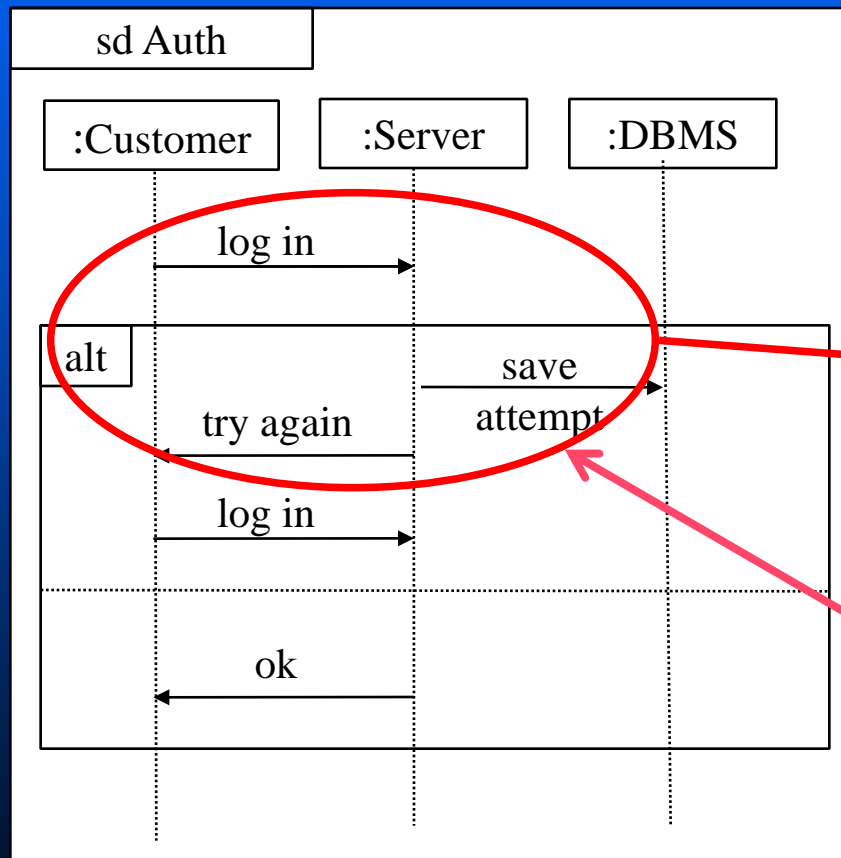 sd Auth
:Customer
:Server
:DBMS
log in
alt
save
attempt
try again
log in
ok